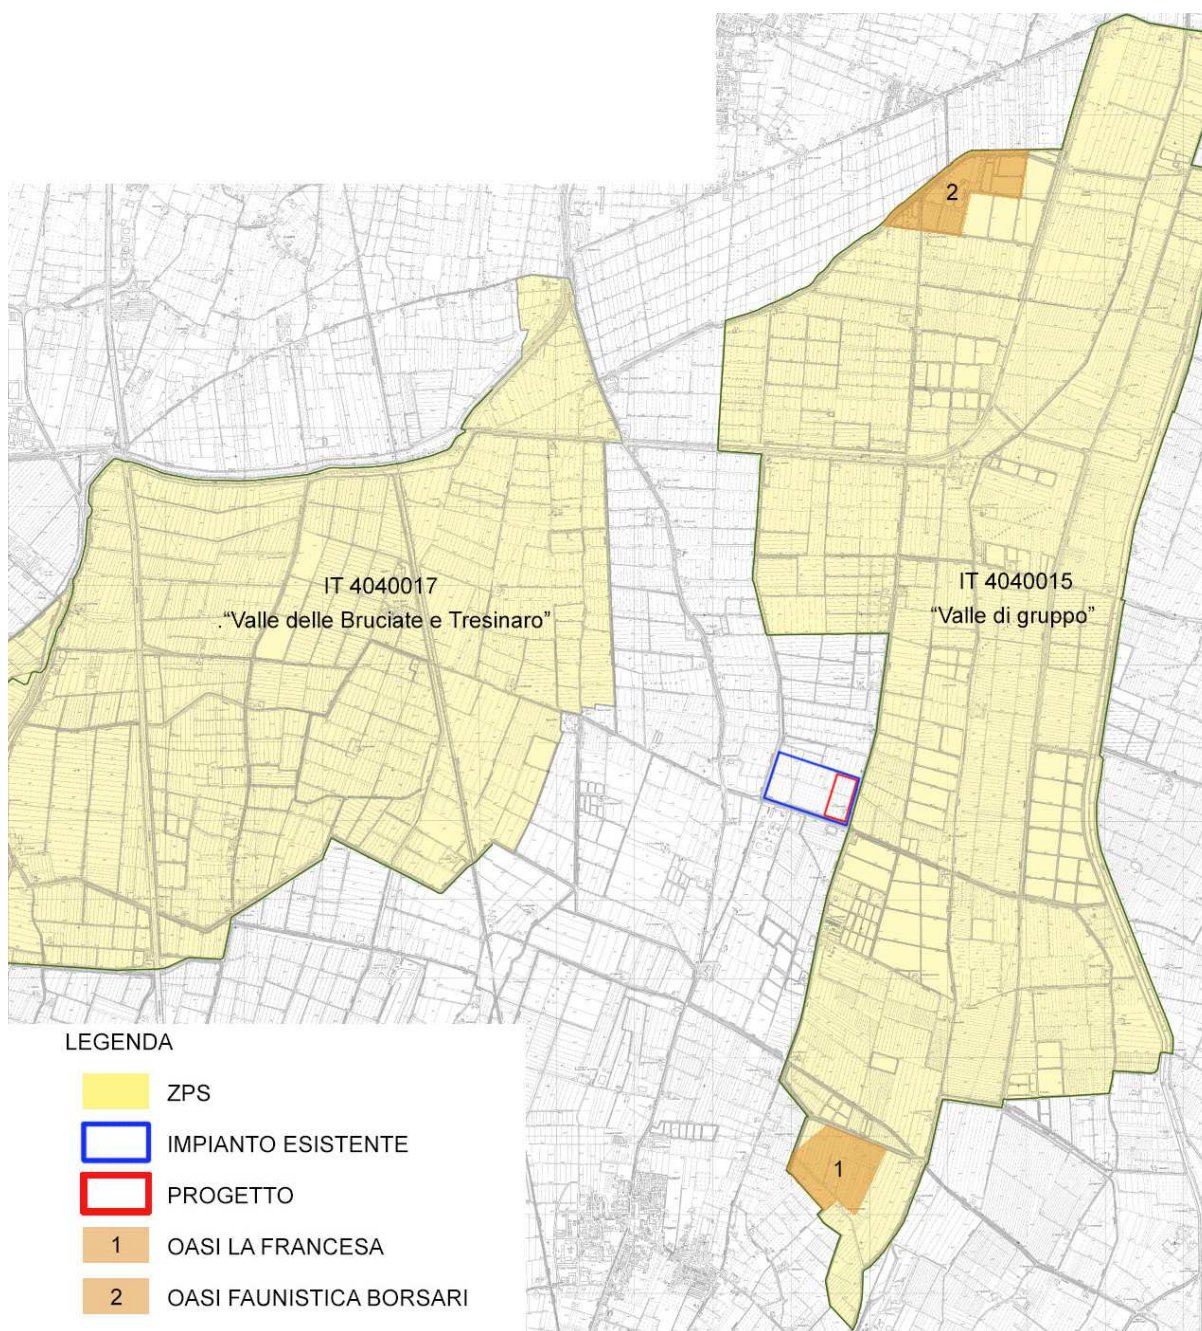 2
IT 4040017
.“Valle delle Bruciate e Tresinaro”
IT 4040015
“Valle di gruppo”
1
LEGENDA
ZPS
IMPIANTO ESISTENTE
PROGETTO
1 OASI LA FRANCESA
2 OASI FAUNISTICA BORSARI